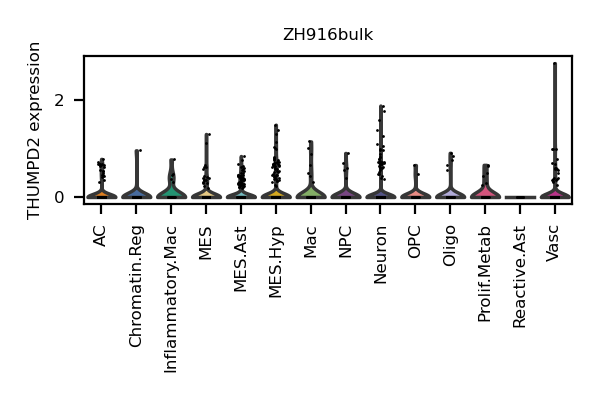 ZH916bulk
THUMPD2 expression
2
0
AC
Chromatin.Reg
Inflammatory.Mac
MES
MES.Ast
MES.Hyp
Mac
NPC
Neuron
OPC
Oligo
Prolif.Metab
Reactive.Ast
Vasc